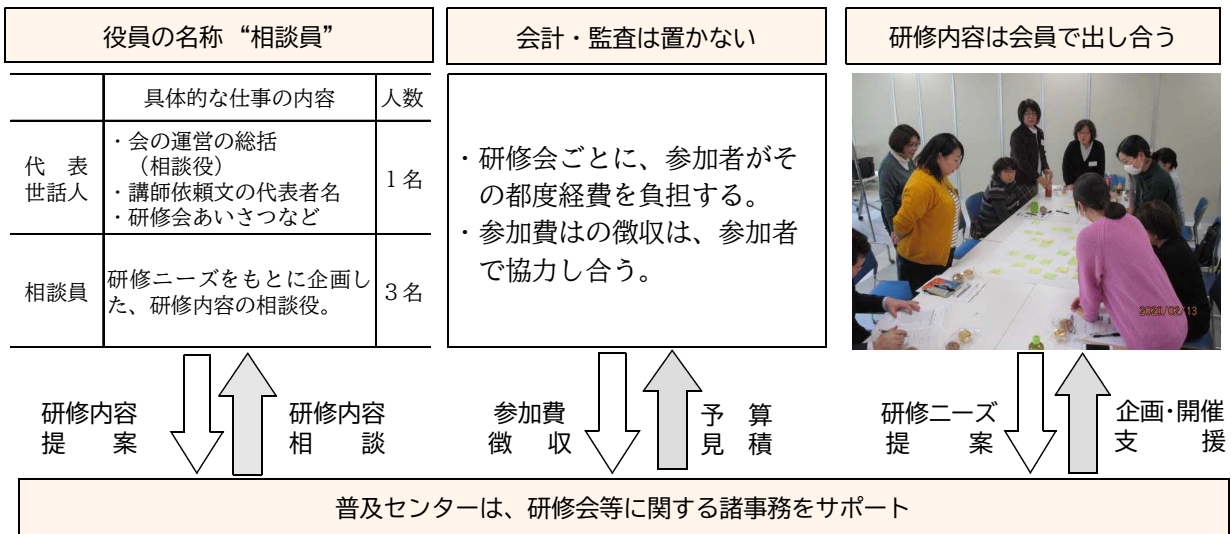 役員の名称 “相談員”
会計・監査は置かない
研修内容は会員で出し合う
具体的な仕事の内容 人数
代 表
世話人
・会の運営の総括
（相談役）
・講師依頼文の代表者名
・研修会あいさつなど
1名
相談員
研修ニーズをもとに企画し
た、研修内容の相談役。
3名
・研修会ごとに、参加者がそ
の都度経費を負担する。
・参加費はの徴収は、参加者
で協力し合う。
2020/02/13
研修内容
提 案
研修内容
相 談
参加費
徴 収
予 算
見 積
研修ニーズ
提 案
企画・開催
支 援
普及センターは、研修会等に関する諸事務をサポート